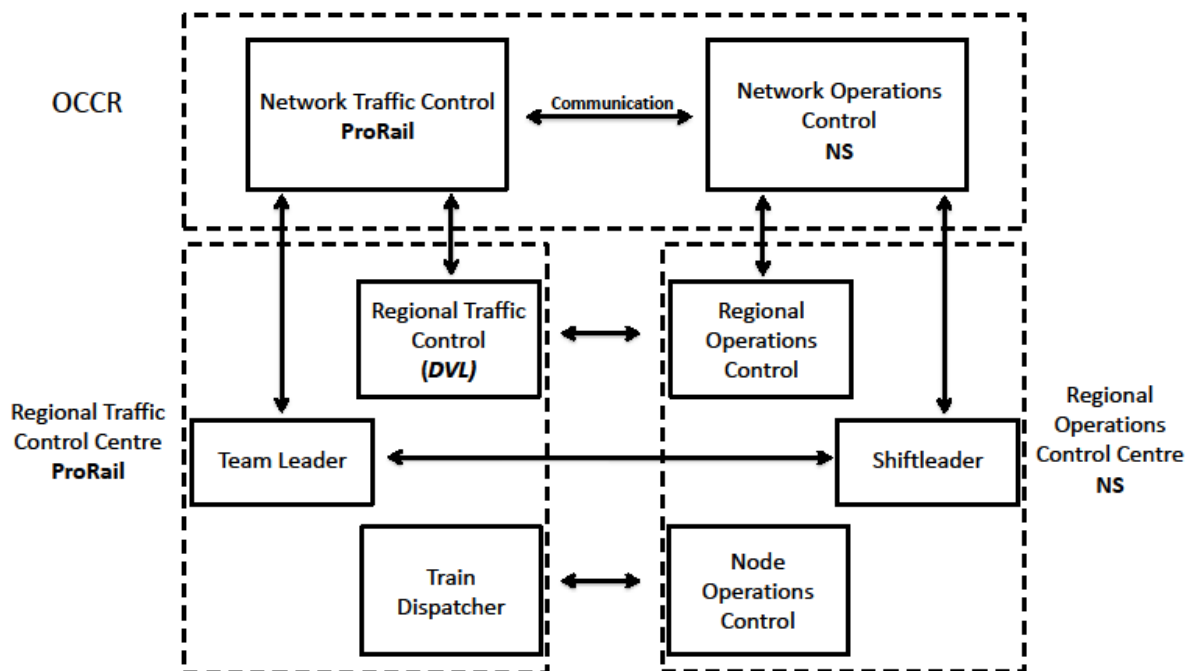 OCCR
Network Traffic Control
ProRail
Communication
Network Operations
Control
NS
Regional Traffic
Control
(DVL)
Regional
Operations
Control
Regional Traffic
Control Centre
ProRail
Team Leader
Shiftleader
Regional
Operations
Control Centre
NS
Train
Dispatcher
Node
Operations
Control